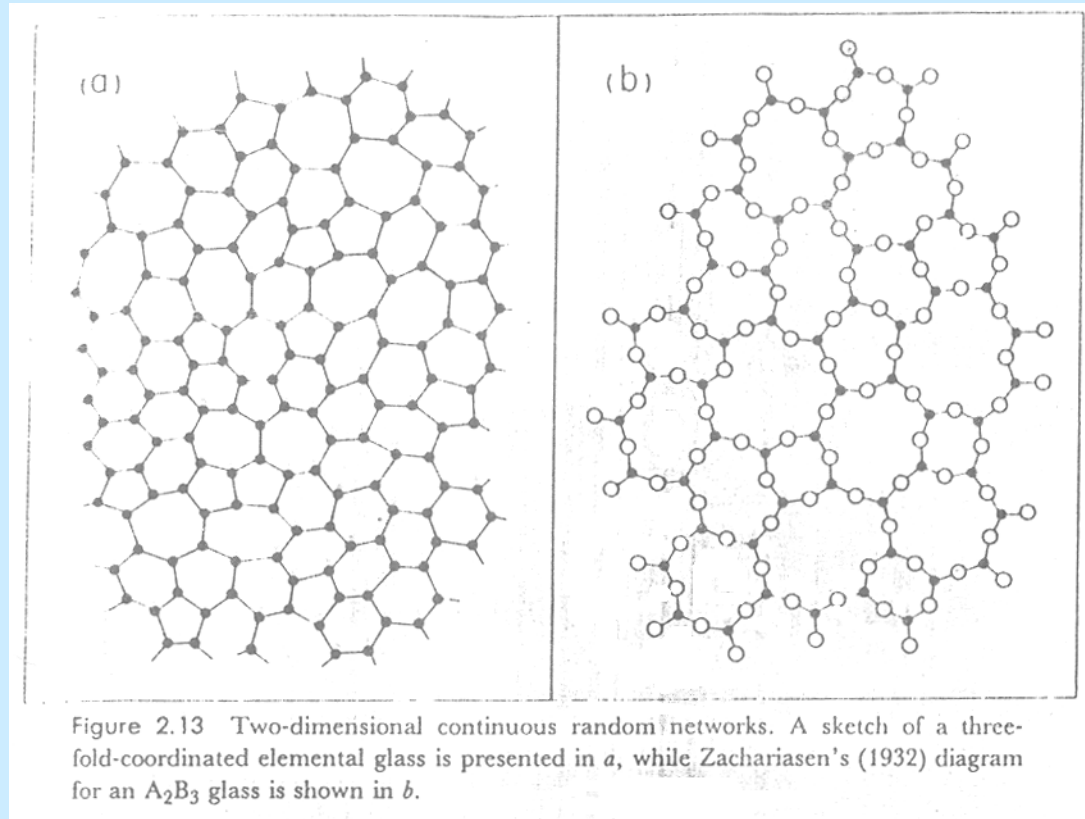 (a)
(b)
Figure 2.13 Two-dimensional continuous random networks. A sketch of a three-
fold-coordinated elemental glass is presented in a, while Zachariasen's (1932) diagram
for an A₂B₃ glass is shown in b.